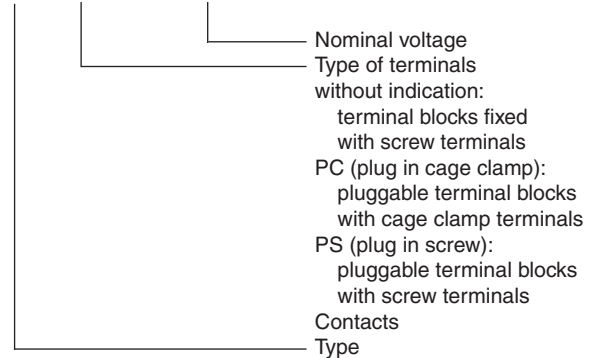 Nominal voltage
Type of terminals
without indication:
terminal blocks fixed
with screw terminals
PC (plug in cage clamp):
pluggable terminal blocks
with cage clamp terminals
PS (plug in screw):
pluggable terminal blocks
with screw terminals
Contacts
Type